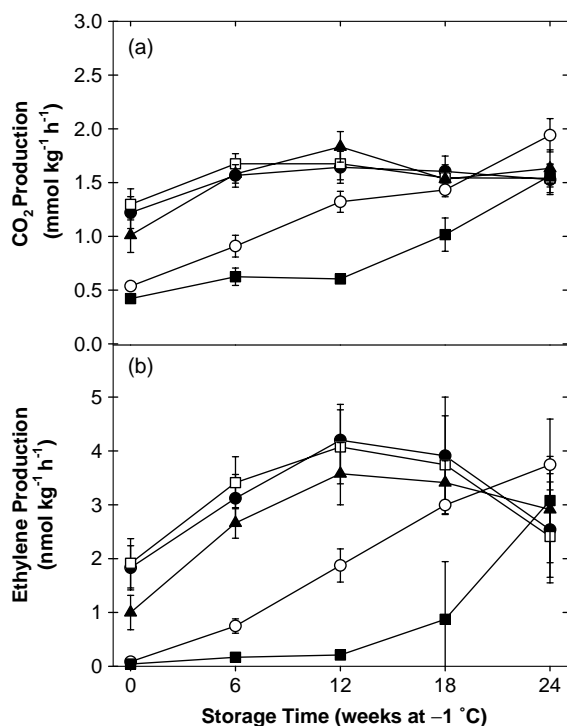 (a)
3.0
2.5
2.0
1.5
1.0
0.5
0.0
CO₂ Production
(mmol kg⁻¹ h⁻¹)
(b)
5
4
3
2
1
0
Ethylene Production
(nmol kg⁻¹ h⁻¹)
0 6 12 18 24
Storage Time (weeks at –1 ˚C)